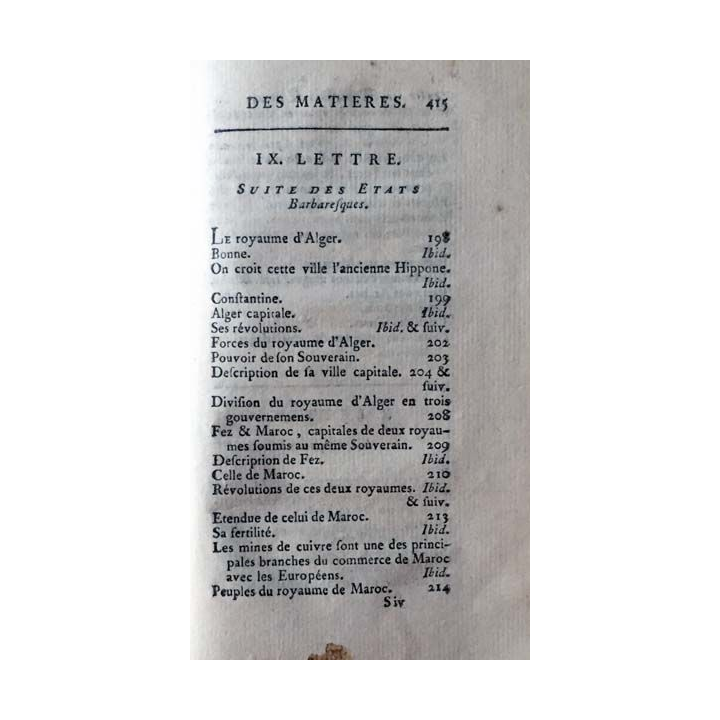 DES MATIERES. 415
IX. LETTRE.
SUITE DES ETATS
Barbareſques.
LE royaume d'Alger. 198
Bonne. Ibid.
On croit cette ville l'ancienne Hippone.
Ibid.
Conſtantine. 199
Alger capitale. Ibid.
Ses révolutions. Ibid. & ſuiv.
Forces du royaume d'Alger. 202
Pouvoir de ſon Souverain. 203
Deſcription de ſa ville capitale. 204 &
ſuiv.
Diviſion du royaume d'Alger en trois
gouvernemens. 208
Fez & Maroc, capitales de deux royau-
mes ſoumis au même Souverain. 209
Deſcription de Fez. Ibid.
Celle de Maroc. 210
Révolutions de ces deux royaumes. Ibid.
& ſuiv.
Etendue de celui de Maroc. 213
Sa fertilité. Ibid.
Les mines de cuivre ſont une des princi-
pales branches du commerce de Maroc
avec les Européens. Ibid.
Peuples du royaume de Maroc. 214
Siv